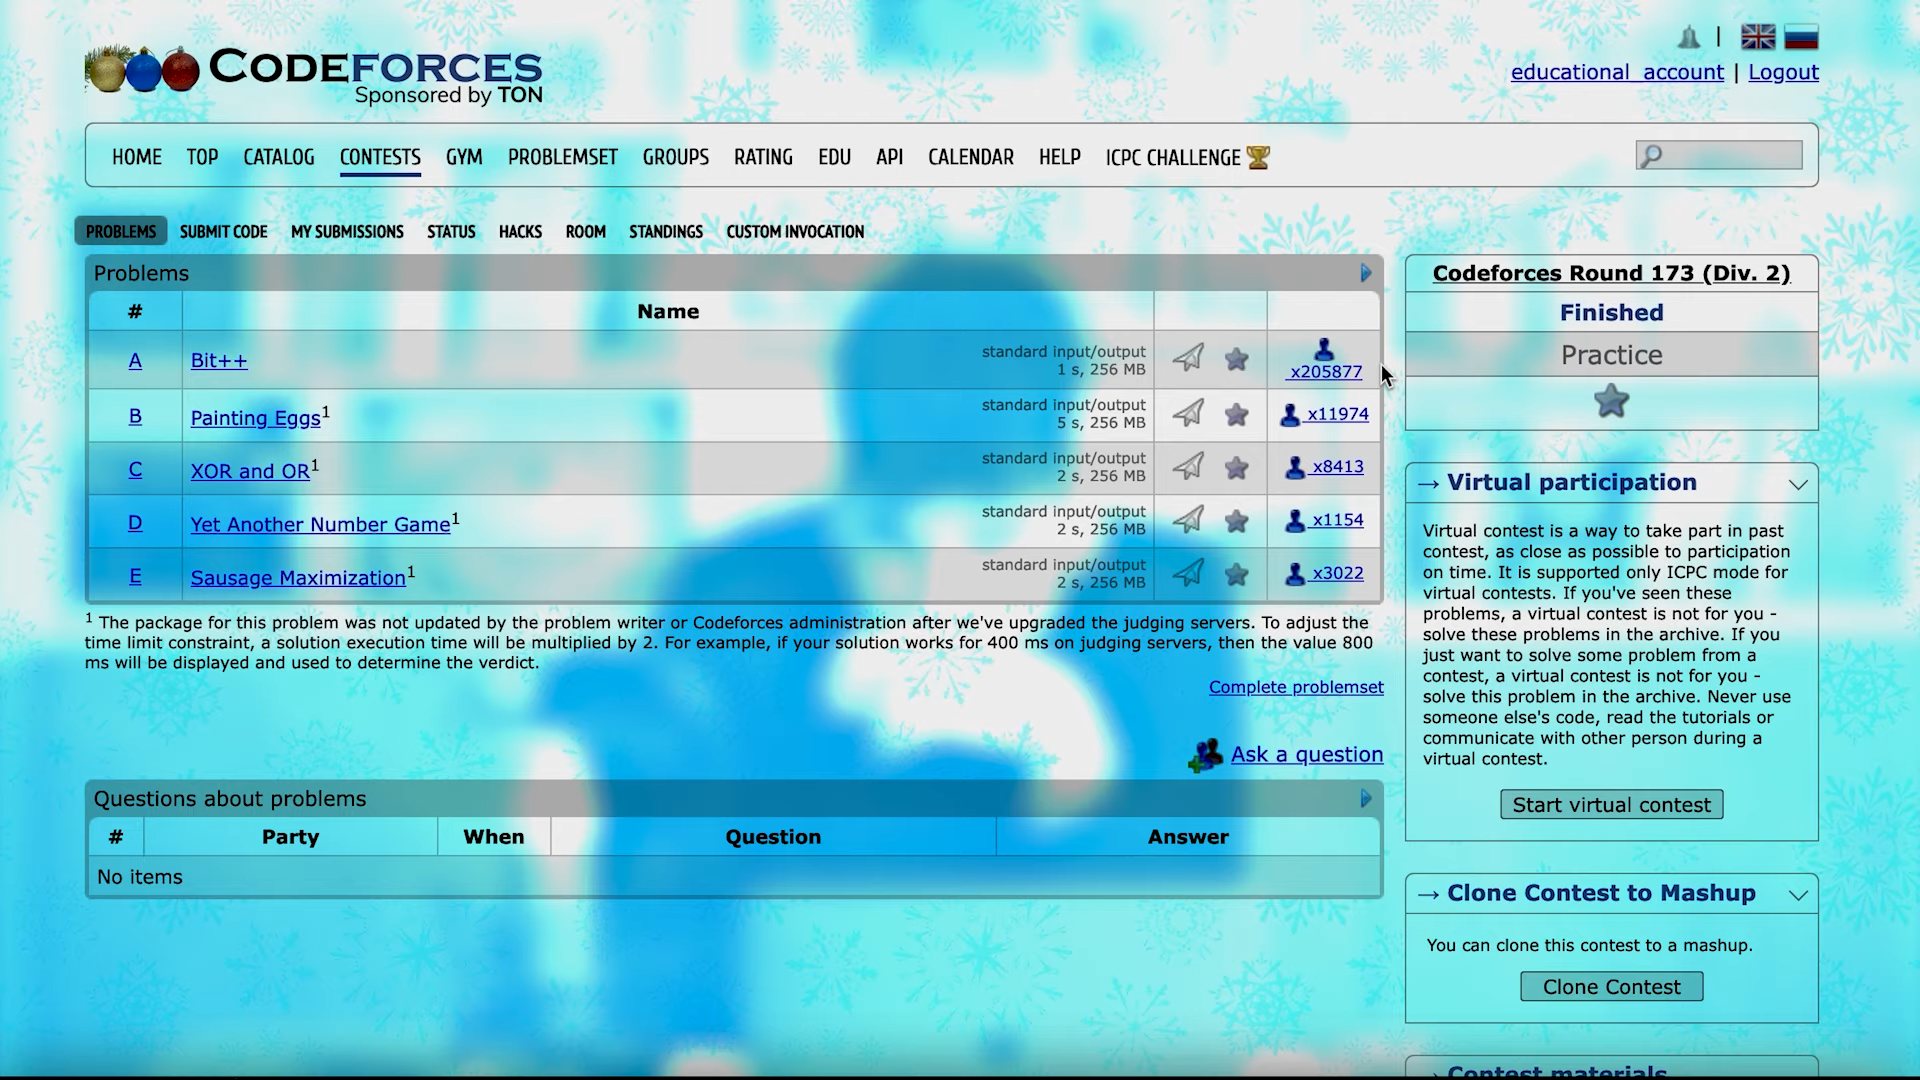 CODEFORCES
Sponsored by TON
|
educational_account | Logout
HOME TOP CATALOG CONTESTS GYM PROBLEMSET GROUPS RATING EDU API CALENDAR HELP ICPC CHALLENGE
PROBLEMS SUBMIT CODE MY SUBMISSIONS STATUS HACKS ROOM STANDINGS CUSTOM INVOCATION
Problems
# Name
A Bit++ standard input/output
1 s, 256 MB
x205877
B Painting Eggs1 standard input/output
5 s, 256 MB
x11974
C XOR and OR1 standard input/output
2 s, 256 MB
x8413
D Yet Another Number Game1 standard input/output
2 s, 256 MB
x1154
E Sausage Maximization1 standard input/output
2 s, 256 MB
x3022
1 The package for this problem was not updated by the problem writer or Codeforces administration after we've upgraded the judging servers. To adjust the
time limit constraint, a solution execution time will be multiplied by 2. For example, if your solution works for 400 ms on judging servers, then the value 800
ms will be displayed and used to determine the verdict.
Complete problemset
Ask a question
Questions about problems
# Party When Question Answer
No items
Codeforces Round 173 (Div. 2)
Finished
Practice
→ Virtual participation
Virtual contest is a way to take part in past
contest, as close as possible to participation
on time. It is supported only ICPC mode for
virtual contests. If you've seen these
problems, a virtual contest is not for you -
solve these problems in the archive. If you
just want to solve some problem from a
contest, a virtual contest is not for you -
solve this problem in the archive. Never use
someone else's code, read the tutorials or
communicate with other person during a
virtual contest.
Start virtual contest
→ Clone Contest to Mashup
You can clone this contest to a mashup.
Clone Contest
→ Contest materials